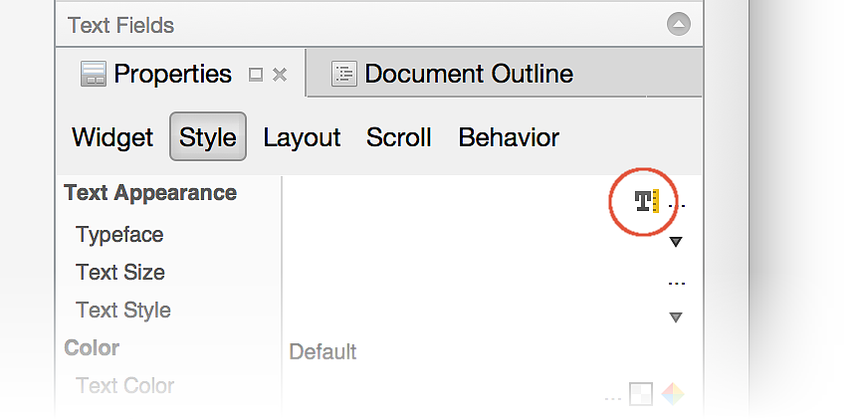 Text Fields
Properties Document Outline
Widget Style Layout Scroll Behavior
Text Appearance T ...
Typeface
Text Size ...
Text Style
Color Default
Text Color ...